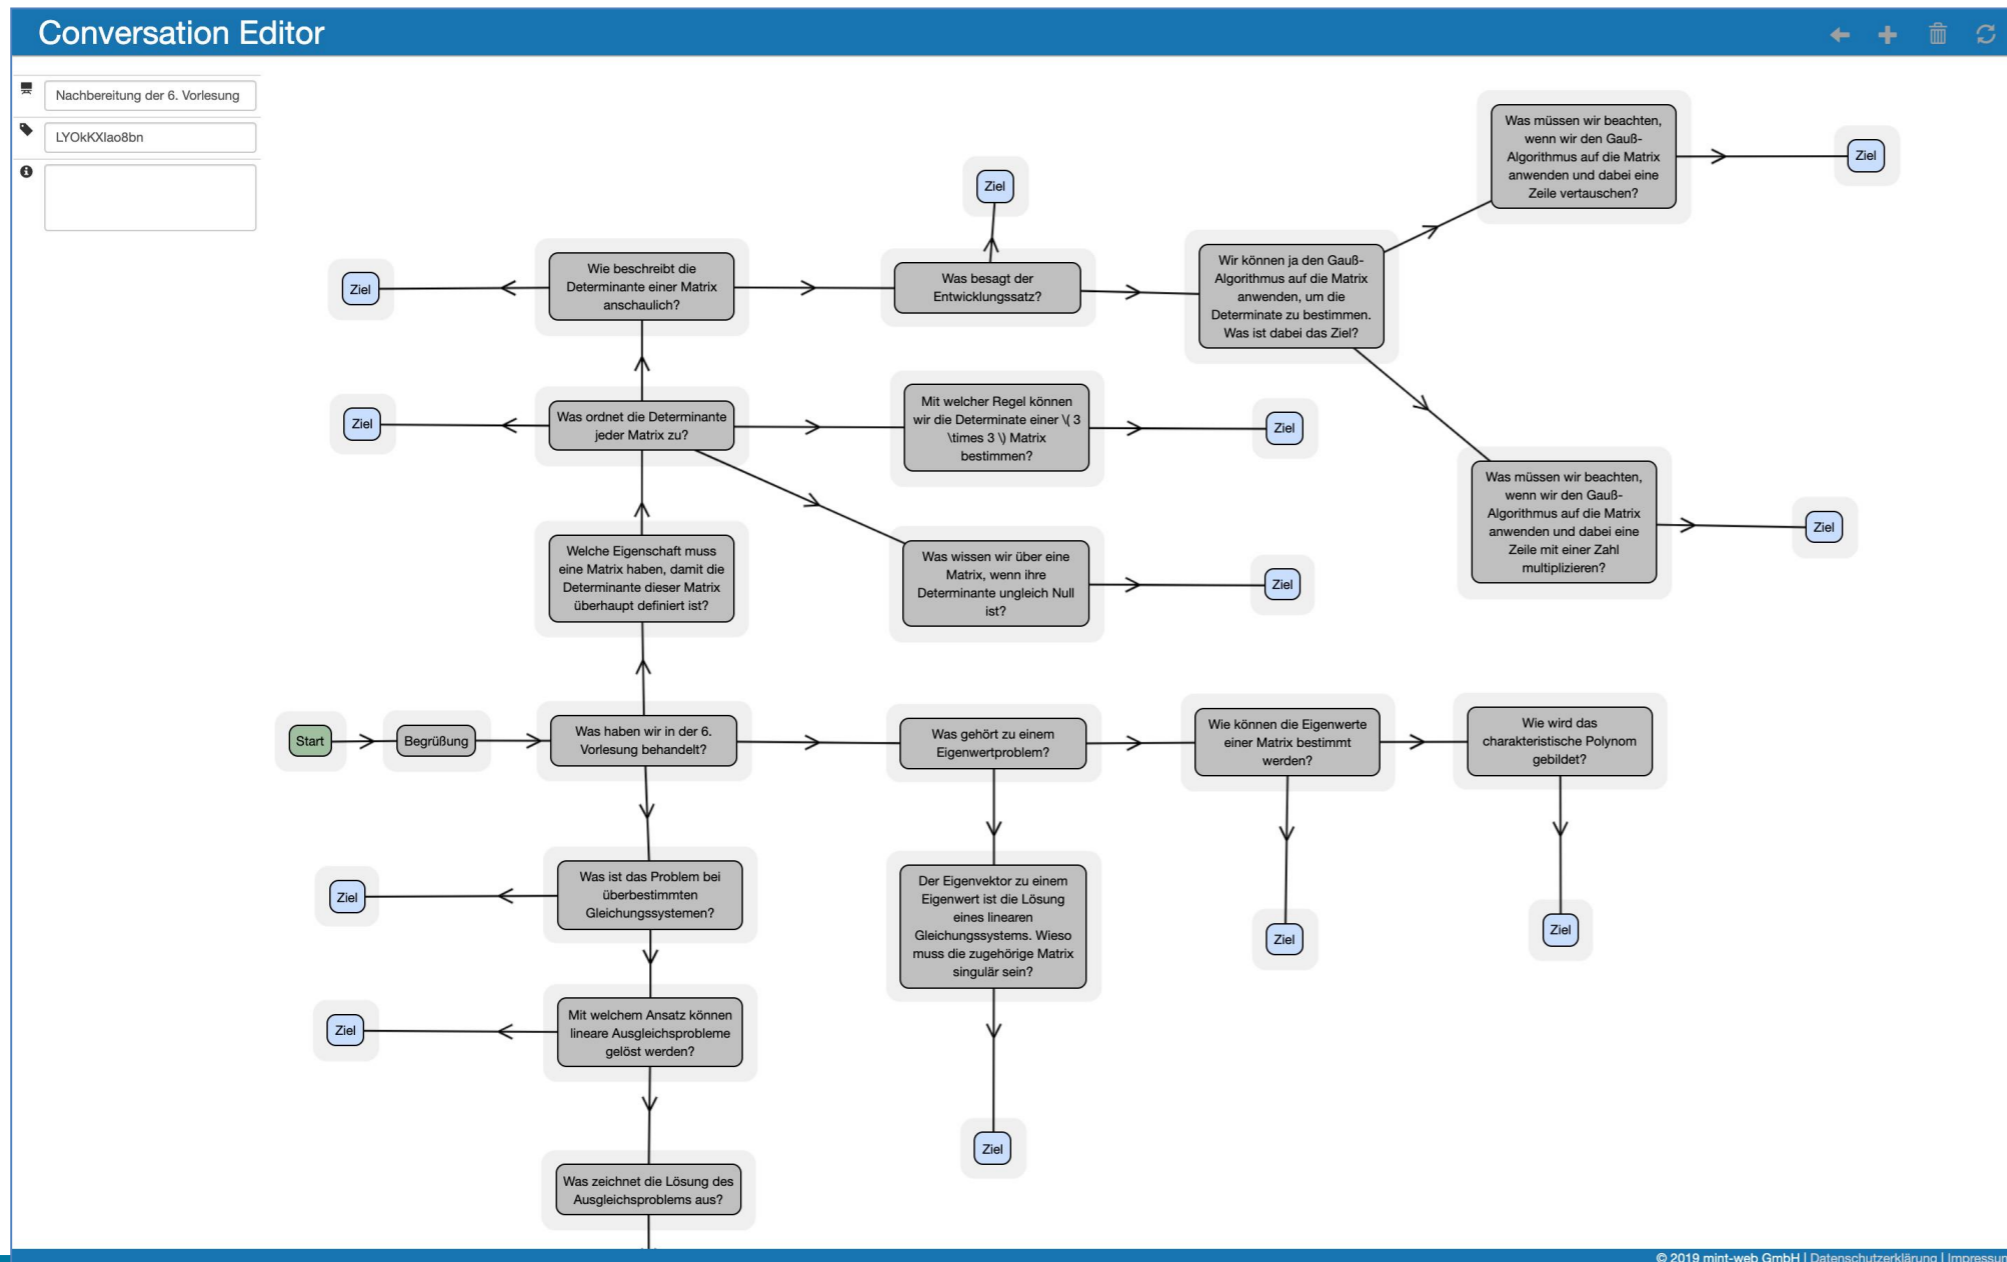 Conversation Editor
Nachbereitung der 6. Vorlesung
LYOkKXlao8bn
Was müssen wir beachten,
wenn wir den Gauß-
Algorithmus auf die Matrix
anwenden und dabei eine
Zeile vertauschen?
Ziel
Ziel
Ziel
Wie beschreibt die
Determinante einer Matrix
anschaulich?
Was besagt der
Entwicklungssatz?
Wir können ja den Gauß-
Algorithmus auf die Matrix
anwenden, um die
Determinate zu bestimmen.
Was ist dabei das Ziel?
Ziel
Was ordnet die Determinante
jeder Matrix zu?
Mit welcher Regel können
wir die Determinate einer \( 3
\times 3 \) Matrix
bestimmen?
Ziel
Was müssen wir beachten,
wenn wir den Gauß-
Algorithmus auf die Matrix
anwenden und dabei eine
Zeile mit einer Zahl
multiplizieren?
Ziel
Welche Eigenschaft muss
eine Matrix haben, damit die
Determinante dieser Matrix
überhaupt definiert ist?
Was wissen wir über eine
Matrix, wenn ihre
Determinante ungleich Null
ist?
Ziel
Start
Begrüßung
Was haben wir in der 6.
Vorlesung behandelt?
Was gehört zu einem
Eigenwertproblem?
Wie können die Eigenwerte
einer Matrix bestimmt
werden?
Wie wird das
charakteristische Polynom
gebildet?
Ziel
Was ist das Problem bei
überbestimmten
Gleichungssystemen?
Der Eigenvektor zu einem
Eigenwert ist die Lösung
eines linearen
Gleichungssystems. Wieso
muss die zugehörige Matrix
singulär sein?
Ziel
Ziel
Ziel
Mit welchem Ansatz können
lineare Ausgleichsprobleme
gelöst werden?
Ziel
Was zeichnet die Lösung des
Ausgleichsproblems aus?
© 2019 mint-web GmbH | Datenschutzerklärung | Impressum